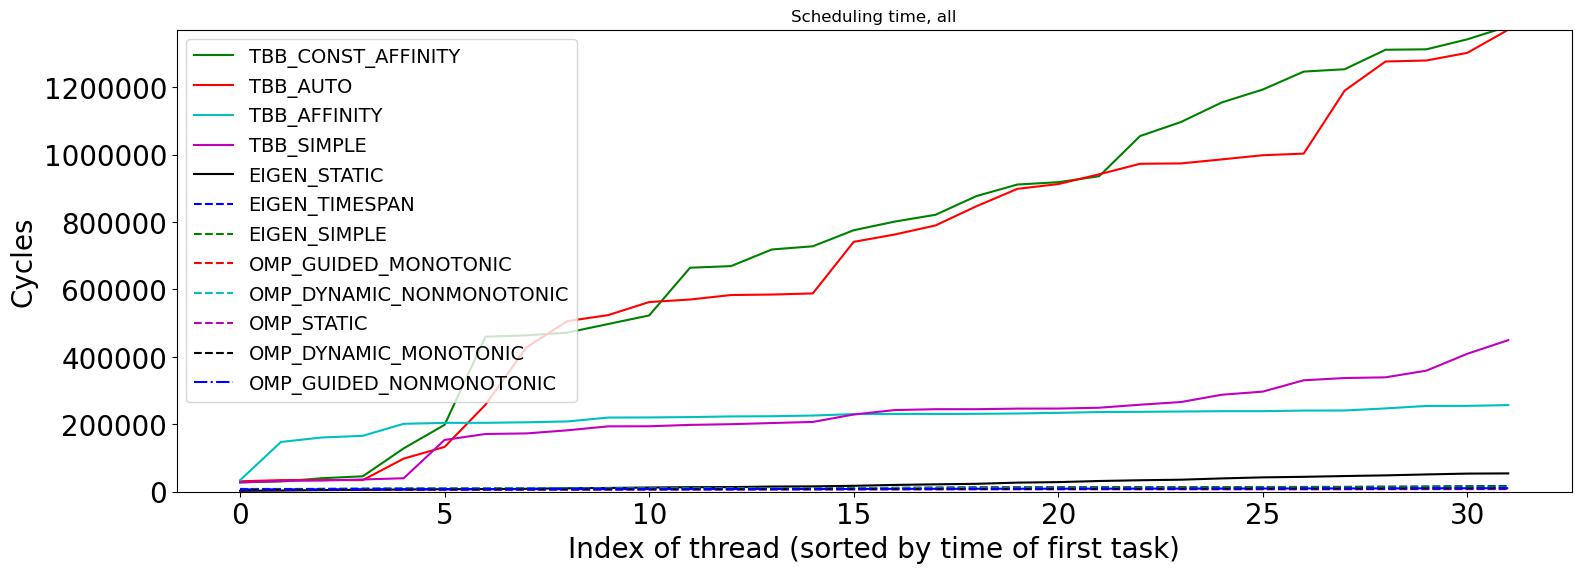 Scheduling time, all
TBB_CONST_AFFINITY
TBB_AUTO
TBB_AFFINITY
TBB_SIMPLE
EIGEN_STATIC
EIGEN_TIMESPAN
EIGEN_SIMPLE
OMP_GUIDED_MONOTONIC
OMP_DYNAMIC_NONMONOTONIC
OMP_STATIC
OMP_DYNAMIC_MONOTONIC
OMP_GUIDED_NONMONOTONIC
Cycles
1200000
1000000
800000
600000
400000
200000
0
0 5 10 15 20 25 30
Index of thread (sorted by time of first task)